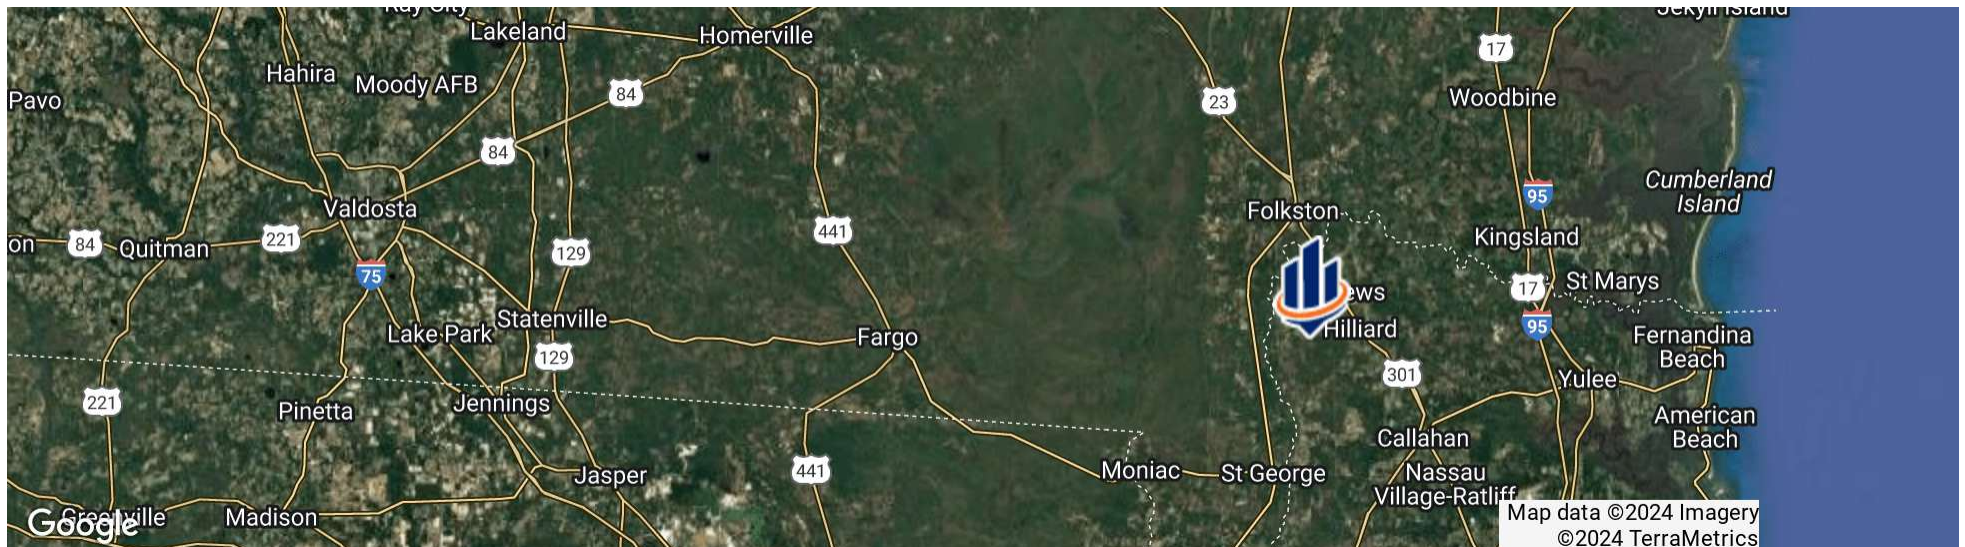 Lakeland
Homerville
Jekyll Island
17
Hahira
Moody AFB
84
Pavo
23
Woodbine
84
Cumberland
Island
95
Valdosta
Folkston
84
Quitman
221
441
129
Kingsland
75
ews
17
St Marys
Lake Park
Statenville
Fargo
Hilliard
95
Fernandina
Beach
129
301
Yulee
221
Pinetta
Jennings
American
Beach
Callahan
441
Jasper
Moniac
St George
Nassau
Village-Ratliff
Google
Madison
Map data ©2024 Imagery
©2024 TerraMetrics